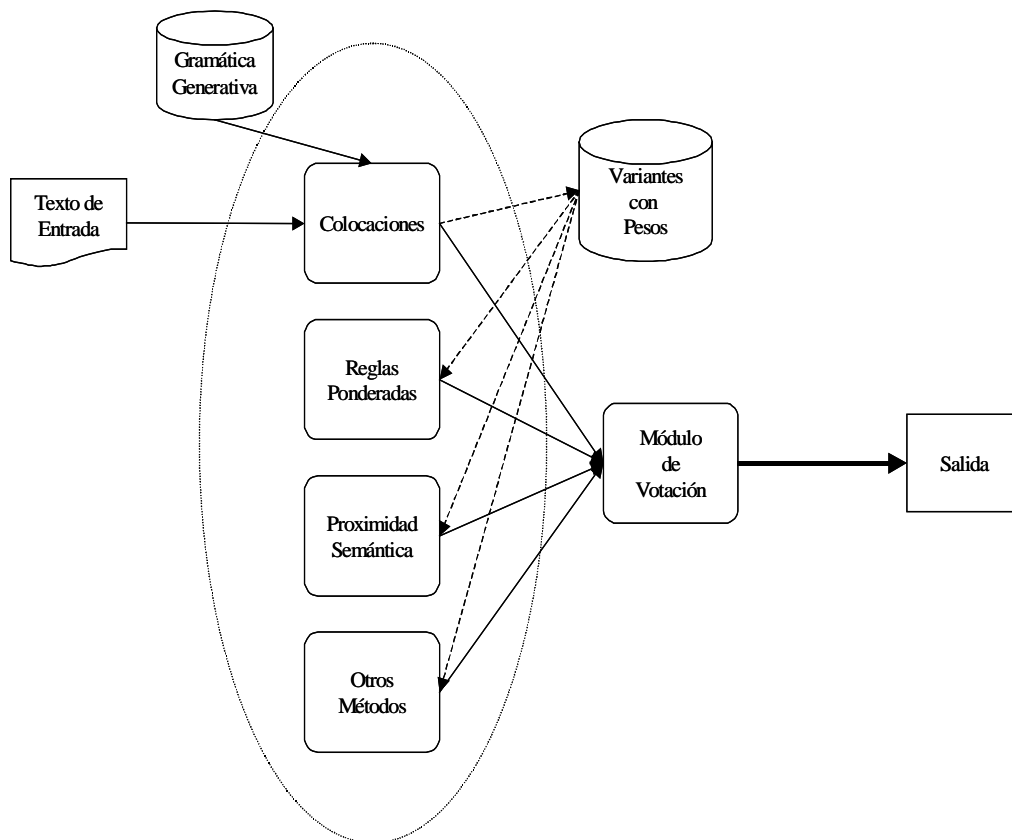 Gramática
Generativa
Texto de
Entrada
Colocaciones
Variantes
con
Pesos
Reglas
Ponderadas
Módulo
de
Votación
Salida
Proximidad
Semántica
Otros
Métodos